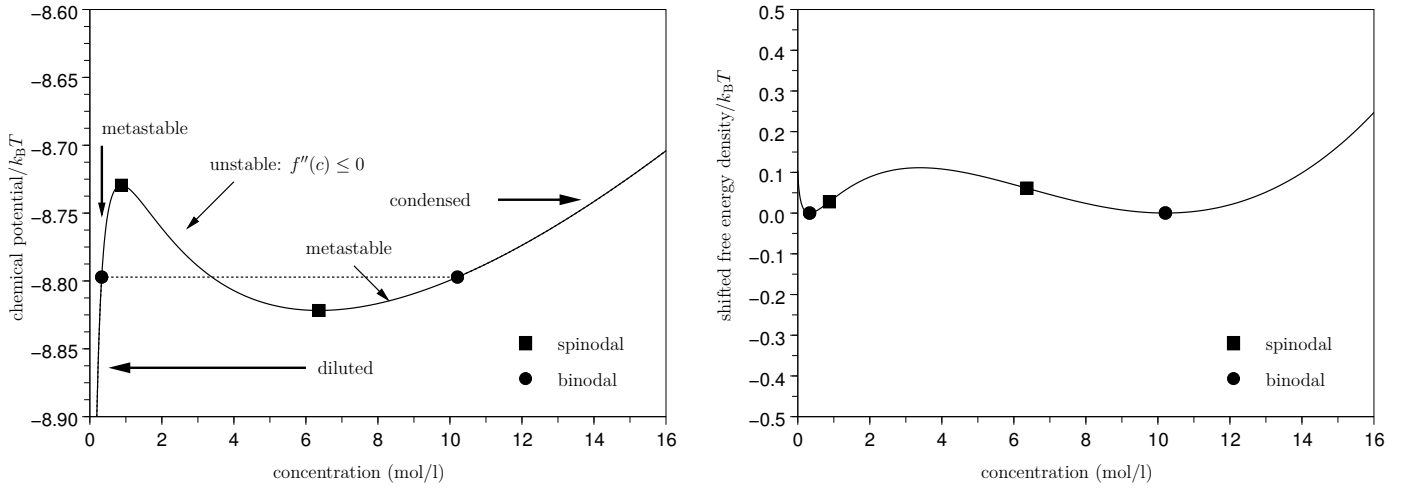 −8.60
−8.65
−8.70
−8.75
−8.80
−8.85
−8.90
chemical potential/k_BT
metastable
unstable: f′′(c) ≤ 0
condensed
metastable
diluted
spinodal
binodal
0 2 4 6 8 10 12 14 16
concentration (mol/l)
0.5
0.4
0.3
0.2
0.1
0.0
−0.1
−0.2
−0.3
−0.4
−0.5
shifted free energy density/k_BT
spinodal
binodal
0 2 4 6 8 10 12 14 16
concentration (mol/l)